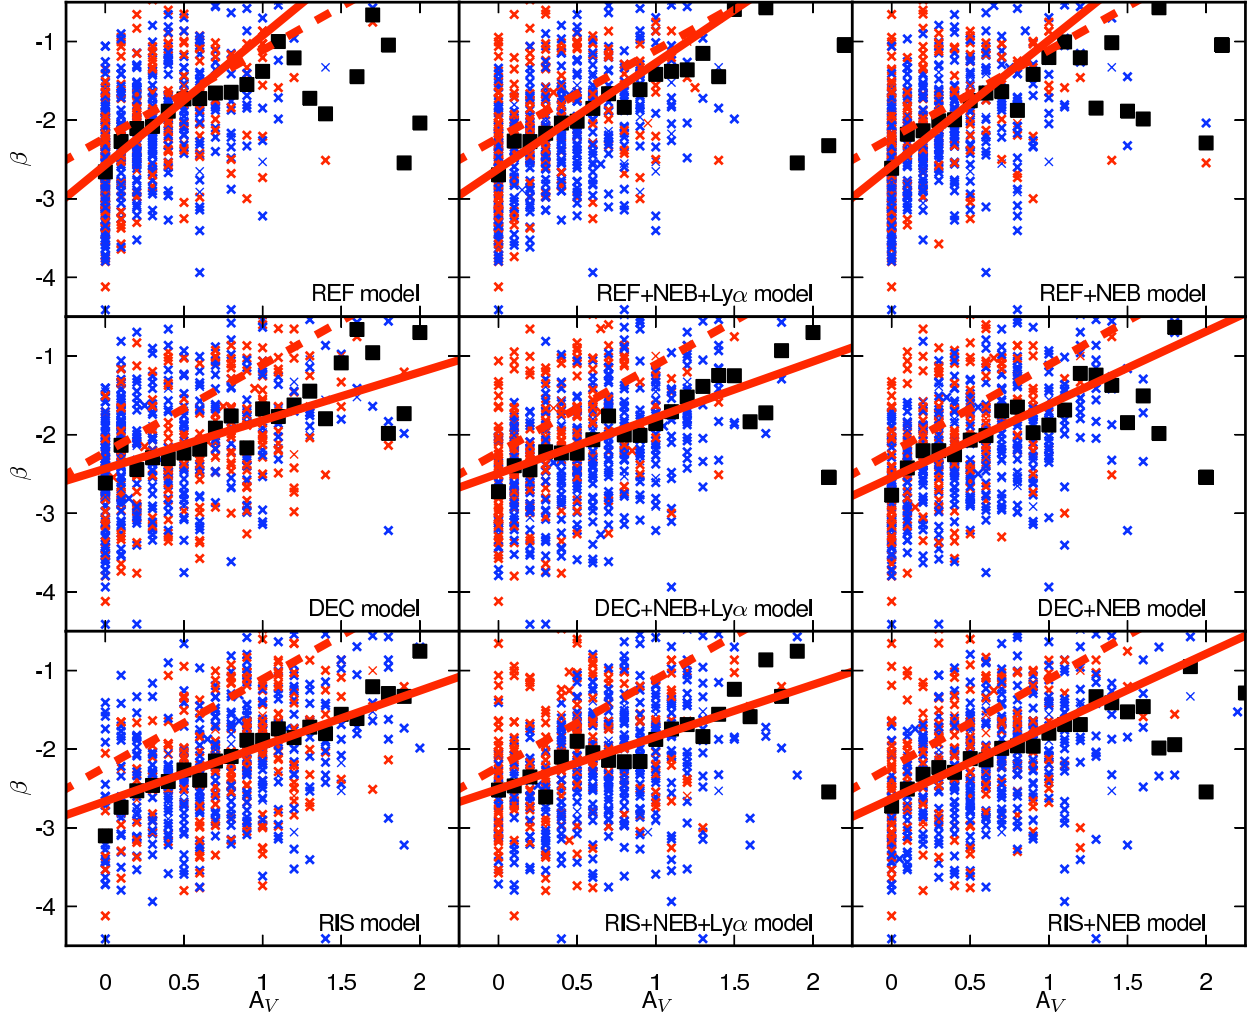 -1
-2
β
-3
-4
REF model
REF+NEB+Lyα model
REF+NEB model
-1
-2
β
-3
-4
DEC model
DEC+NEB+Lyα model
DEC+NEB model
-1
-2
β
-3
-4
RIS model
RIS+NEB+Lyα model
RIS+NEB model
0 0.5 1 1.5 2 0 0.5 1 1.5 2 0 0.5 1 1.5 2
A_V A_V A_V